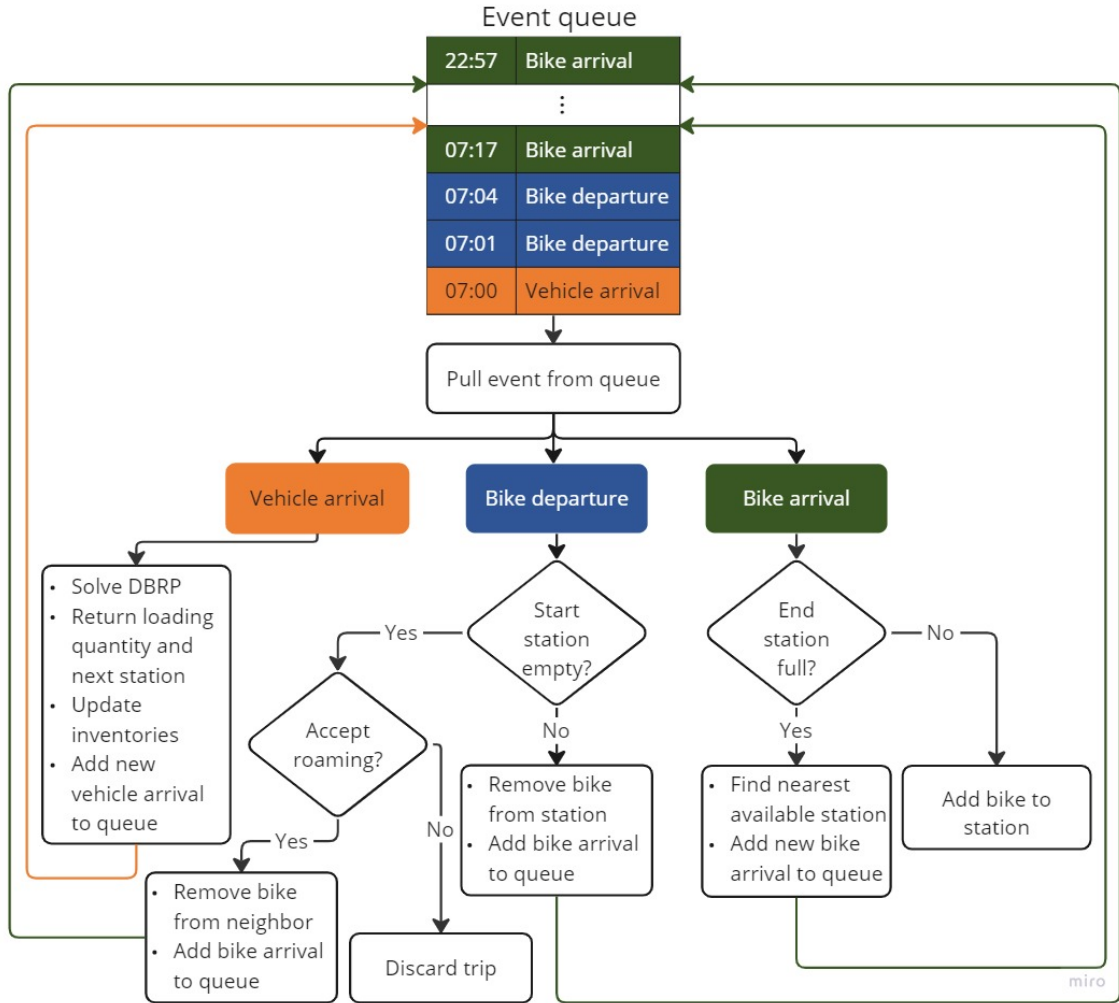 Event queue
22:57 Bike arrival
⋮
07:17 Bike arrival
07:04 Bike departure
07:01 Bike departure
07:00 Vehicle arrival
Pull event from queue
Vehicle arrival
Bike departure
Bike arrival
• Solve DBRP
• Return loading
quantity and
next station
• Update
inventories
• Add new
vehicle arrival
to queue
Start
station
empty?
Yes
No
Accept
roaming?
Yes
No
• Remove bike
from neighbor
• Add bike arrival
to queue
Discard trip
• Remove bike
from station
• Add bike arrival
to queue
End
station
full?
Yes
No
• Find nearest
available station
• Add new bike
arrival to queue
Add bike to
station
miro